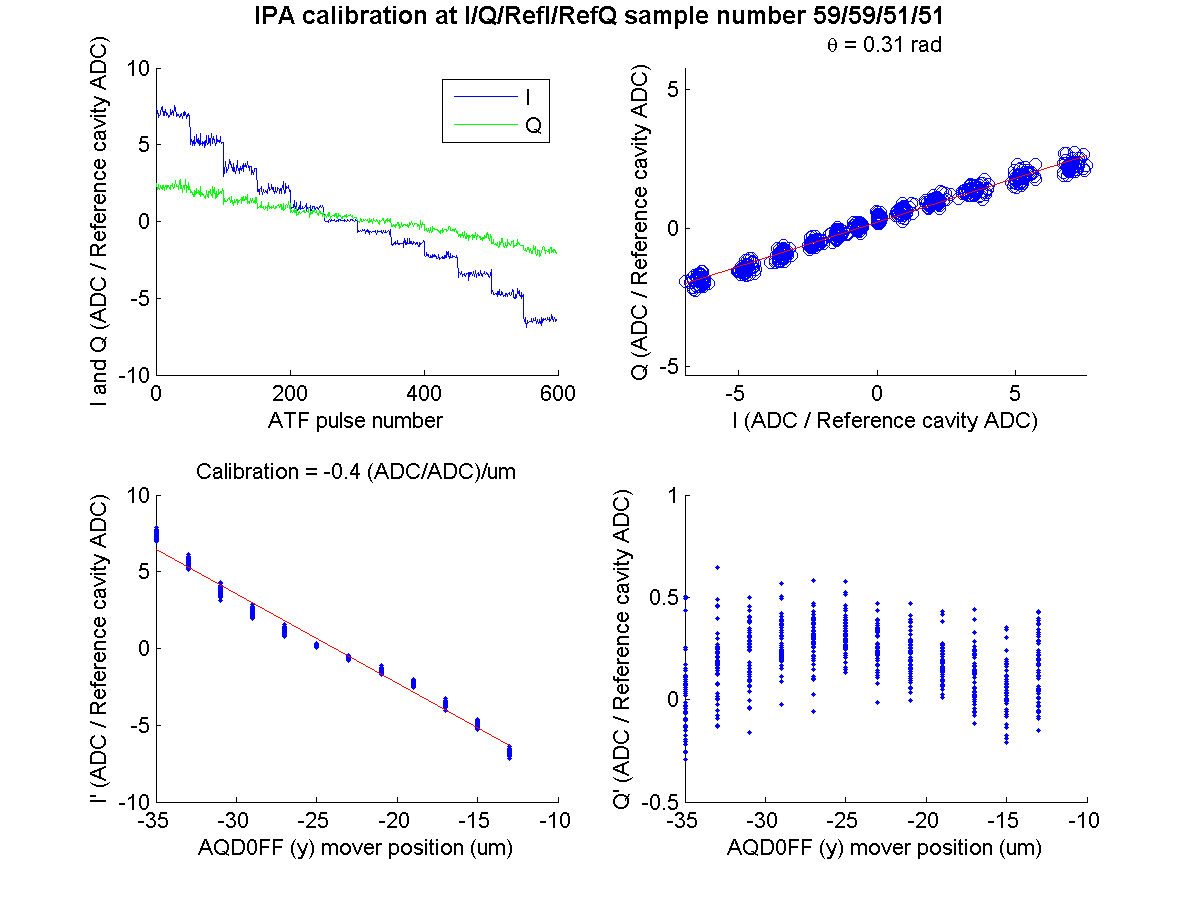 IPA calibration at I/Q/RefI/RefQ sample number 59/59/51/51
I and Q (ADC / Reference cavity ADC)
10
5
0
-5
-10
I
Q
0
200
400
600
ATF pulse number
θ = 0.31 rad
Q (ADC / Reference cavity ADC)
5
0
-5
-5
0
5
I (ADC / Reference cavity ADC)
Calibration = -0.4 (ADC/ADC)/um
I' (ADC / Reference cavity ADC)
10
5
0
-5
-10
-35
-30
-25
-20
-15
-10
AQD0FF (y) mover position (um)
Q' (ADC / Reference cavity ADC)
1
0.5
0
-0.5
-35
-30
-25
-20
-15
-10
AQD0FF (y) mover position (um)